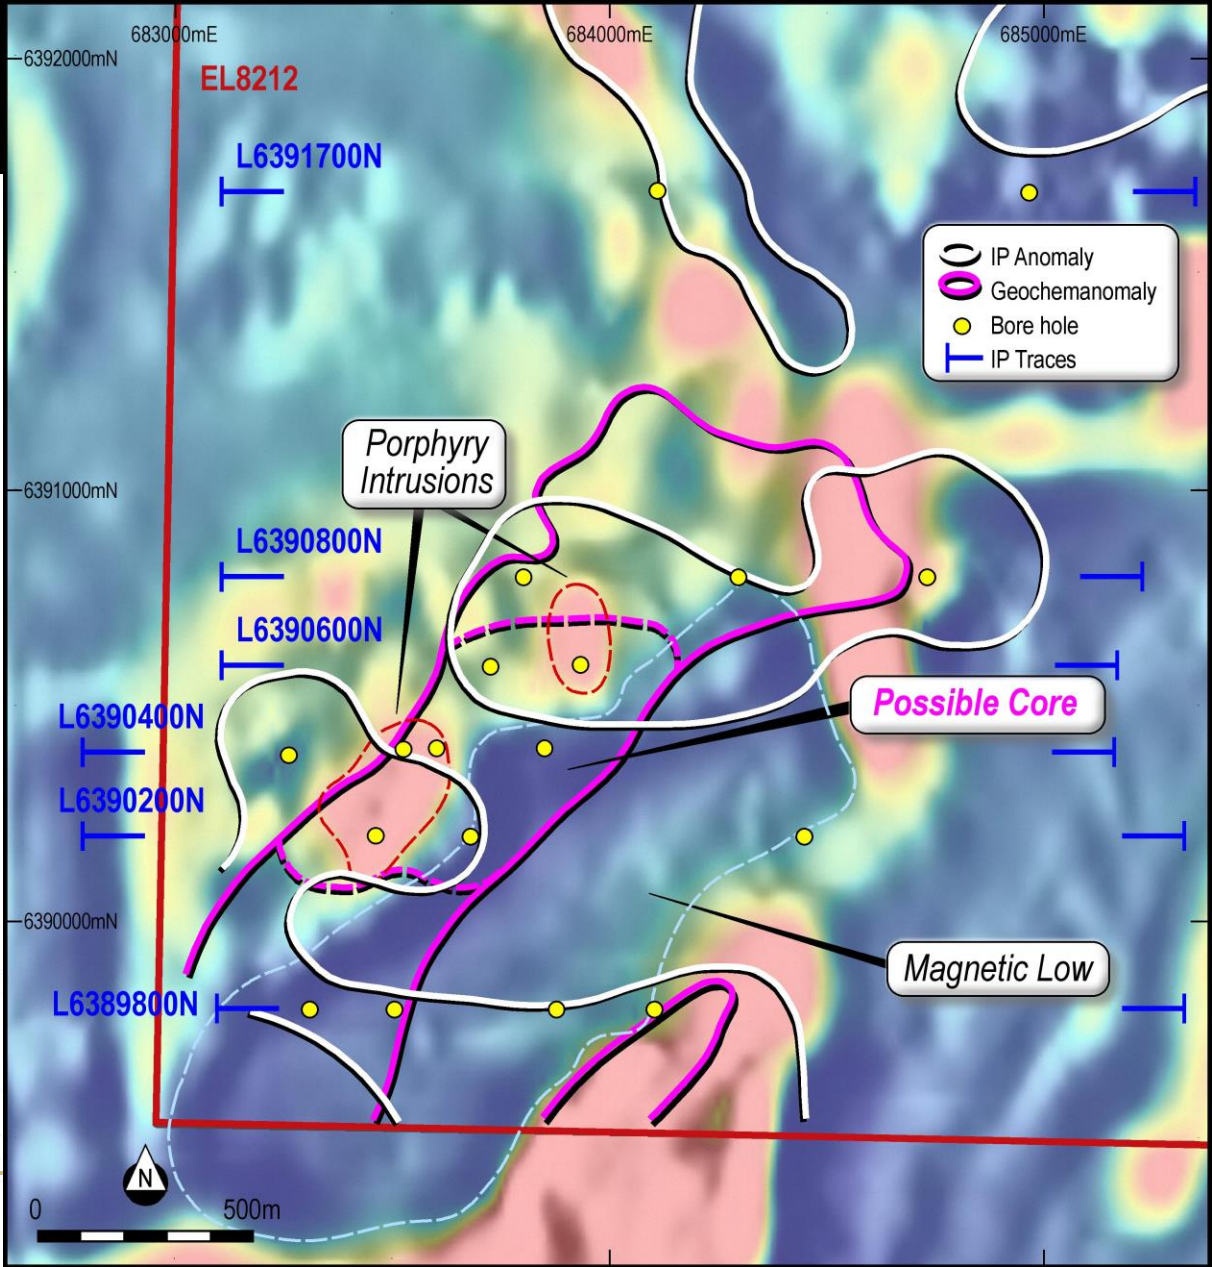 683000mE
684000mE
685000mE
6392000mN
EL8212
L6391700N
IP Anomaly
Geochemanomaly
Bore hole
IP Traces
Porphyry
Intrusions
6391000mN
L6390800N
L6390600N
L6390400N
Possible Core
L6390200N
6390000mN
Magnetic Low
L6389800N
N
0
500m